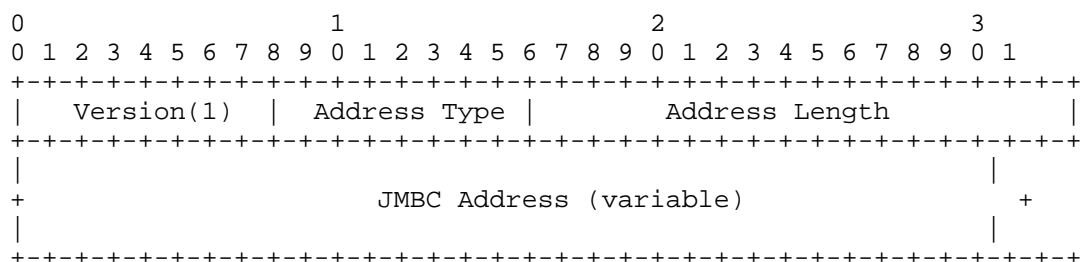 0                   1                   2                   3
0 1 2 3 4 5 6 7 8 9 0 1 2 3 4 5 6 7 8 9 0 1 2 3 4 5 6 7 8 9 0 1
+-+-+-+-+-+-+-+-+-+-+-+-+-+-+-+-+-+-+-+-+-+-+-+-+-+-+-+-+-+-+-+-+-+
|   Version(1)  |  Address Type |        Address Length           |
+-+-+-+-+-+-+-+-+-+-+-+-+-+-+-+-+-+-+-+-+-+-+-+-+-+-+-+-+-+-+-+-+-+
|                                                            |
+                      JMBC Address (variable)                 +
|                                                            |
+-+-+-+-+-+-+-+-+-+-+-+-+-+-+-+-+-+-+-+-+-+-+-+-+-+-+-+-+-+-+-+-+-+